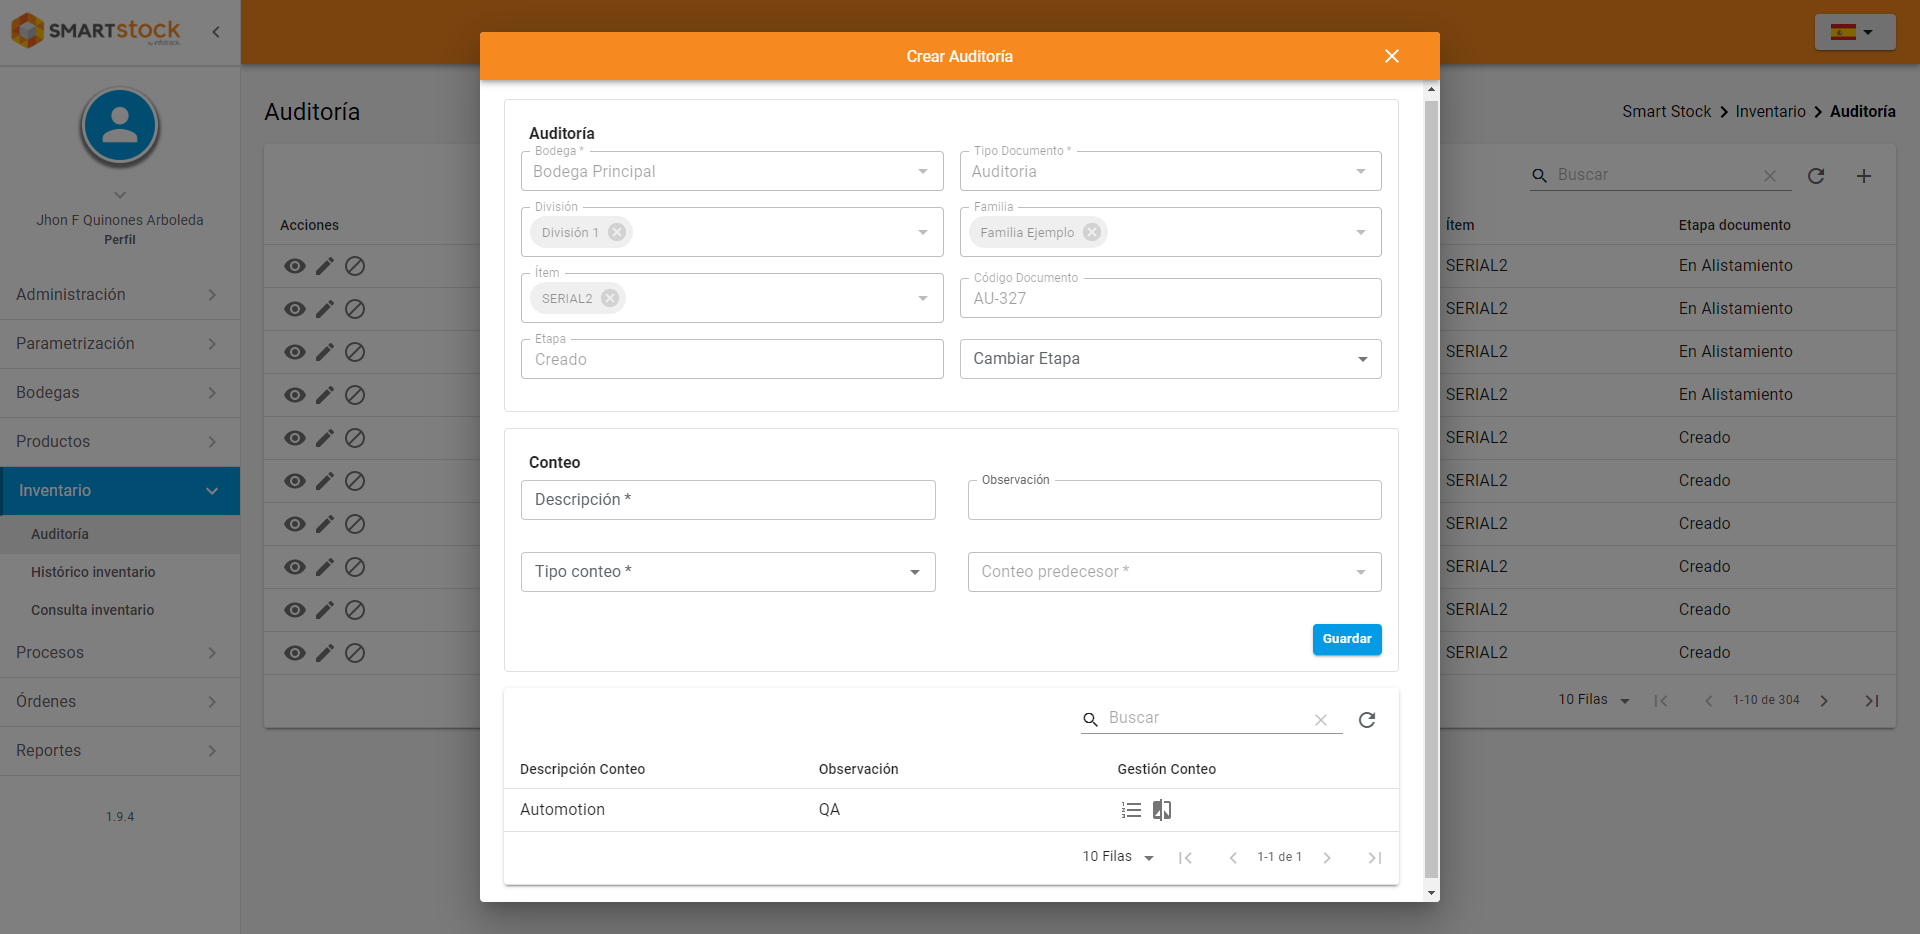 SMARTSTOCK
by infotrack
Jhon F Quinones Arboleda
Perfil
Administración
Parametrización
Bodegas
Productos
Inventario
Auditoría
Histórico inventario
Consulta inventario
Procesos
Órdenes
Reportes
1.9.4
Auditoría
Smart Stock > Inventario > Auditoría
Buscar
Acciones
Ítem Etapa documento
SERIAL2 En Alistamiento
SERIAL2 En Alistamiento
SERIAL2 En Alistamiento
SERIAL2 En Alistamiento
SERIAL2 Creado
SERIAL2 Creado
SERIAL2 Creado
SERIAL2 Creado
SERIAL2 Creado
SERIAL2 Creado
10 Filas 1-10 de 304
Crear Auditoría
Auditoría
Bodega * Tipo Documento *
Bodega Principal Auditoria
División Familia
División 1 Familia Ejemplo
Ítem Código Documento
SERIAL2 AU-327
Etapa
Creado Cambiar Etapa
Conteo
Observación
Descripción *
Tipo conteo * Conteo predecesor *
Guardar
Buscar
Descripción Conteo Observación Gestión Conteo
Automotion QA
10 Filas 1-1 de 1